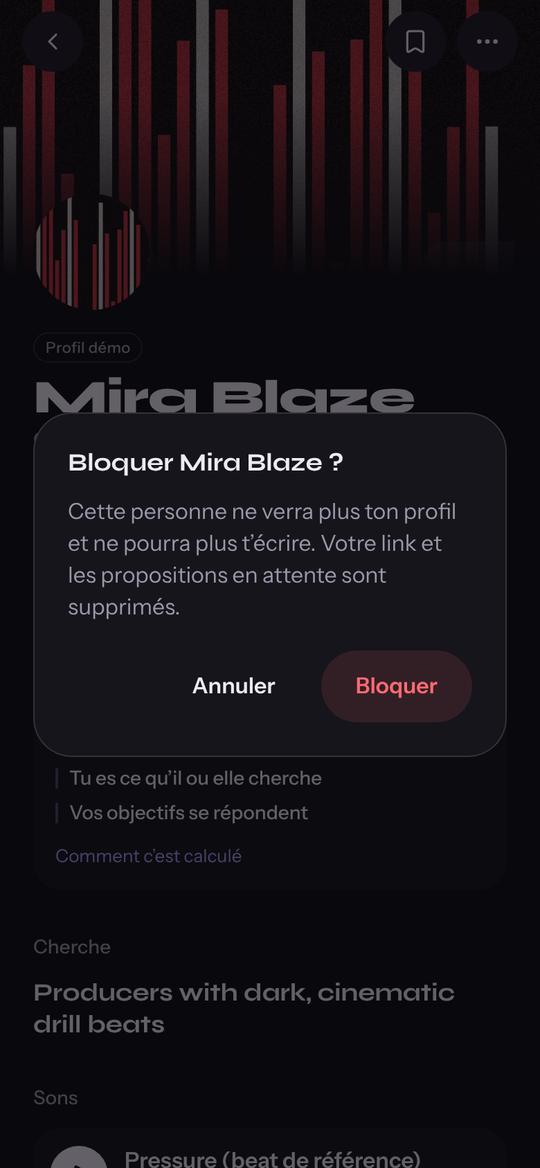 Profil démo
Mira Blaze
Bloquer Mira Blaze ?
Cette personne ne verra plus ton profil
et ne pourra plus t’écrire. Votre link et
les propositions en attente sont
supprimés.
Annuler
Bloquer
Tu es ce qu’il ou elle cherche
Vos objectifs se répondent
Comment c’est calculé
Cherche
Producers with dark, cinematic
drill beats
Sons
Pressure (beat de référence)